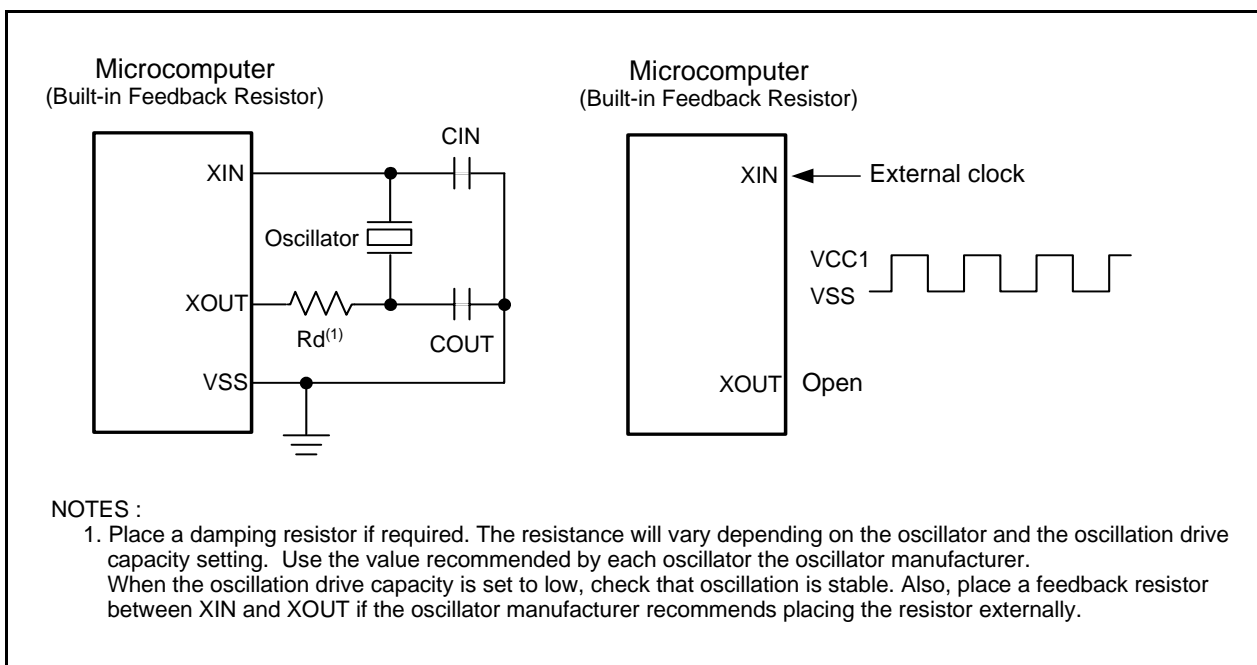 Microcomputer
(Built-in Feedback Resistor)
XIN
CIN
Oscillator
XOUT
Rd(1)
COUT
VSS
Microcomputer
(Built-in Feedback Resistor)
XIN
External clock
VCC1
VSS
XOUT
Open
NOTES :
1. Place a damping resistor if required. The resistance will vary depending on the oscillator and the oscillation drive
capacity setting. Use the value recommended by each oscillator the oscillator manufacturer.
When the oscillation drive capacity is set to low, check that oscillation is stable. Also, place a feedback resistor
between XIN and XOUT if the oscillator manufacturer recommends placing the resistor externally.